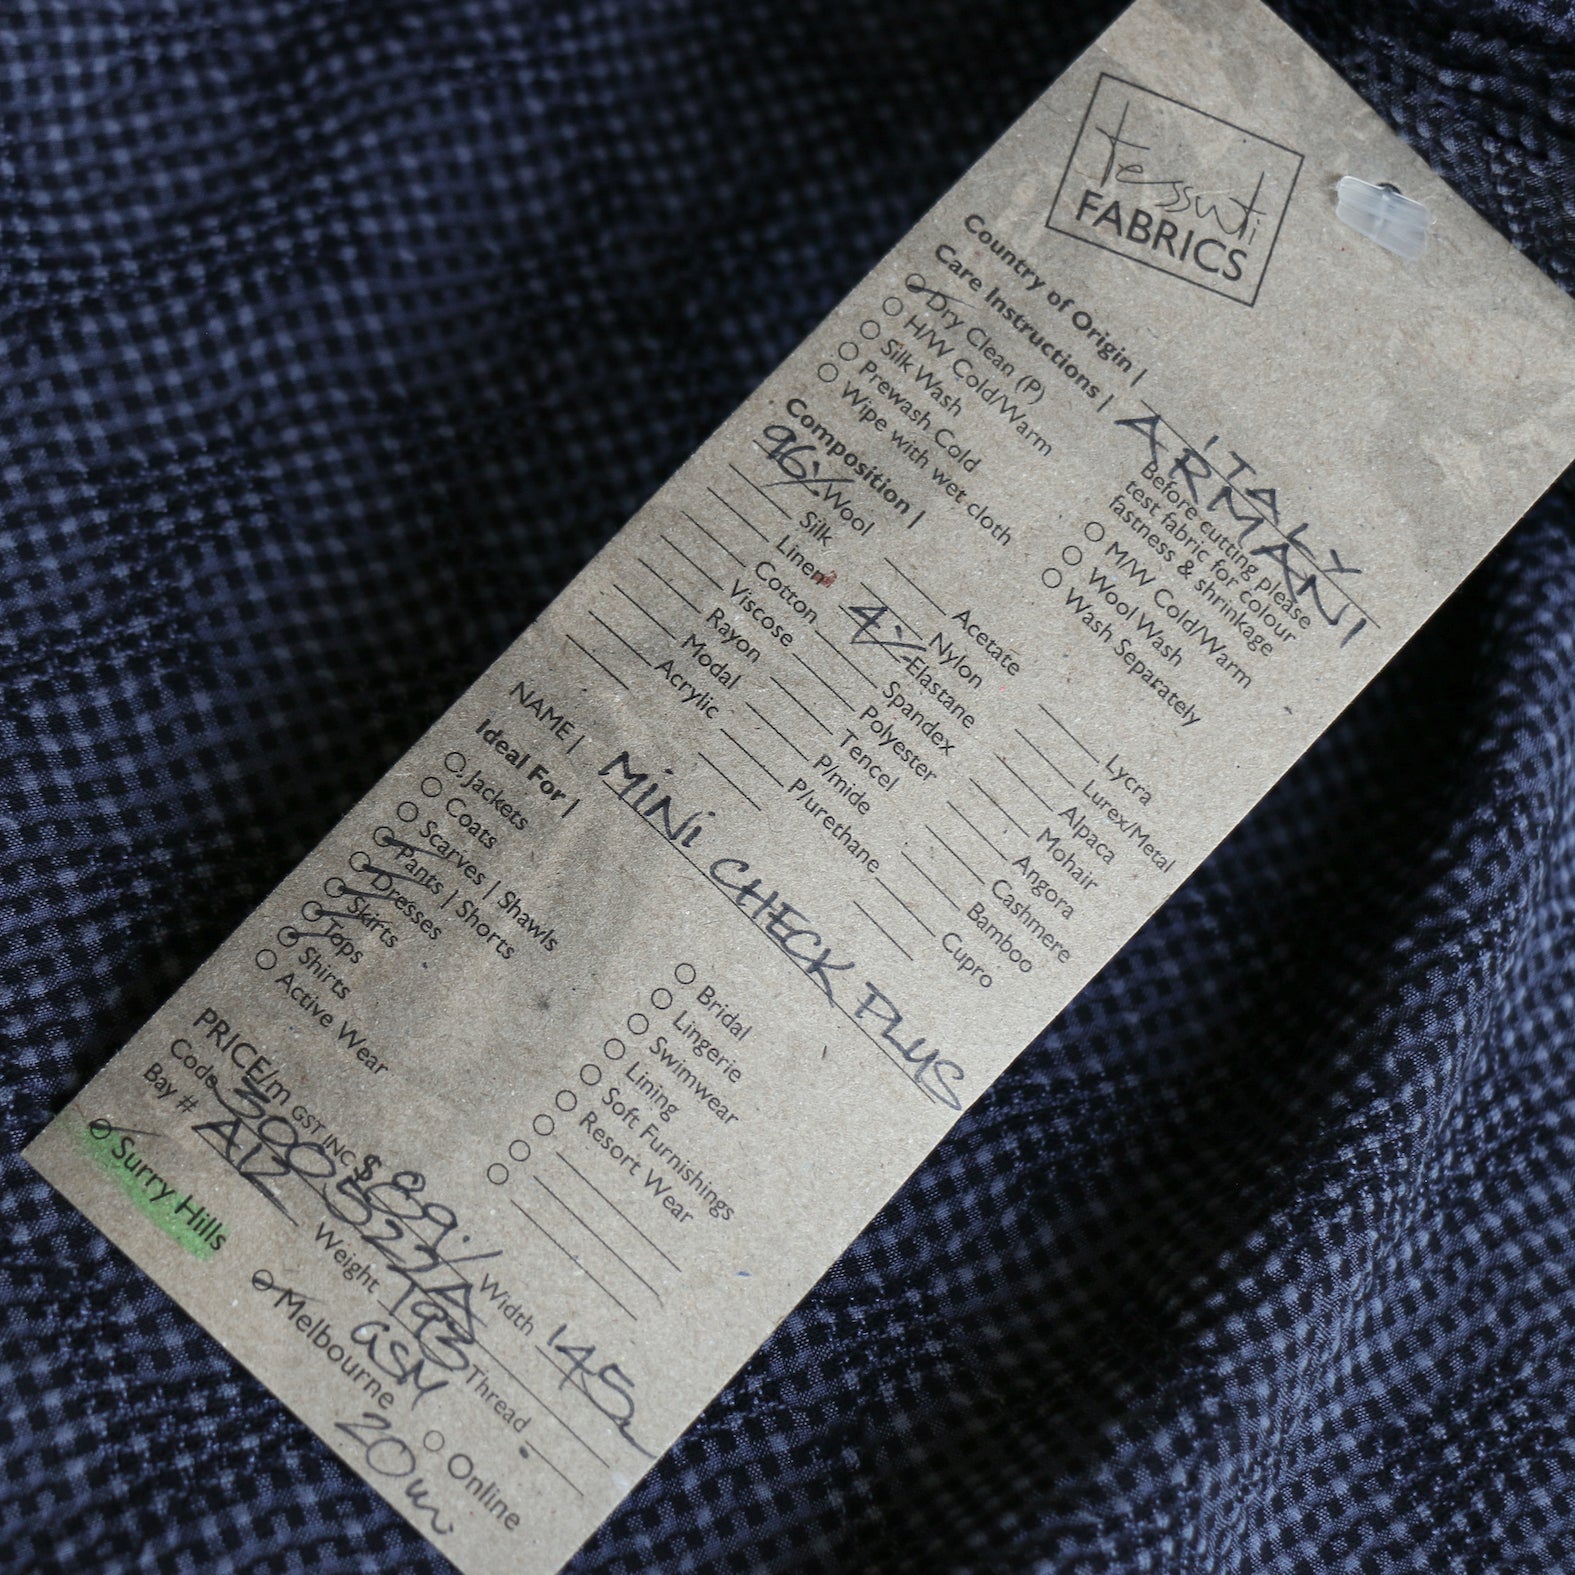 tessuti
FABRICS
Country of Origin | ITALY
ARMANI
Care Instructions |
Dry Clean (P)
H/W Cold/Warm
Silk Wash
Prewash Cold
Wipe with wet cloth
Before cutting please
test fabric for colour
fastness & shrinkage
M/W Cold/Warm
Wool Wash
Wash Separately
Composition |
96% Wool
Silk
Linen
Cotton
Viscose
Rayon
Modal
Acrylic
Acetate
Nylon
4% Elastane
Spandex
Polyester
Tencel
P/mide
P/urethane
Lycra
Lurex/Metal
Alpaca
Mohair
Angora
Cashmere
Bamboo
Cupro
NAME | MINI CHECK PLUS
Ideal For |
Jackets
Coats
Scarves | Shawls
Pants | Shorts
Dresses
Skirts
Tops
Shirts
Active Wear
Bridal
Lingerie
Swimwear
Lining
Soft Furnishings
Resort Wear
PRICE/m GST INC $89./ Width 145
Code
Bay # A12 Weight 193 GSM Thread
Surry Hills
Melbourne 20m
Online